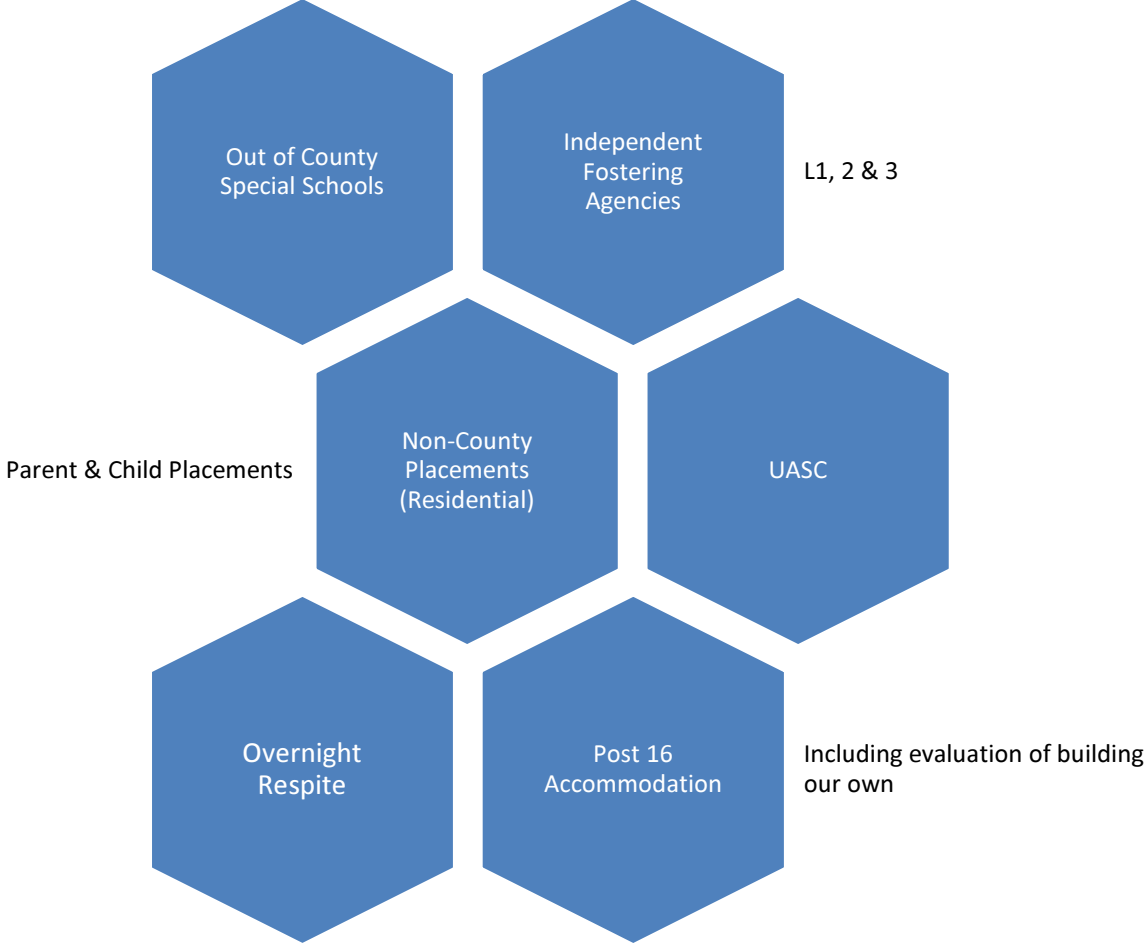 Out of County
Special Schools
Independent
Fostering
Agencies
L1, 2 & 3
Parent & Child Placements
Non-County
Placements
(Residential)
UASC
Overnight
Respite
Post 16
Accommodation
Including evaluation of building
our own